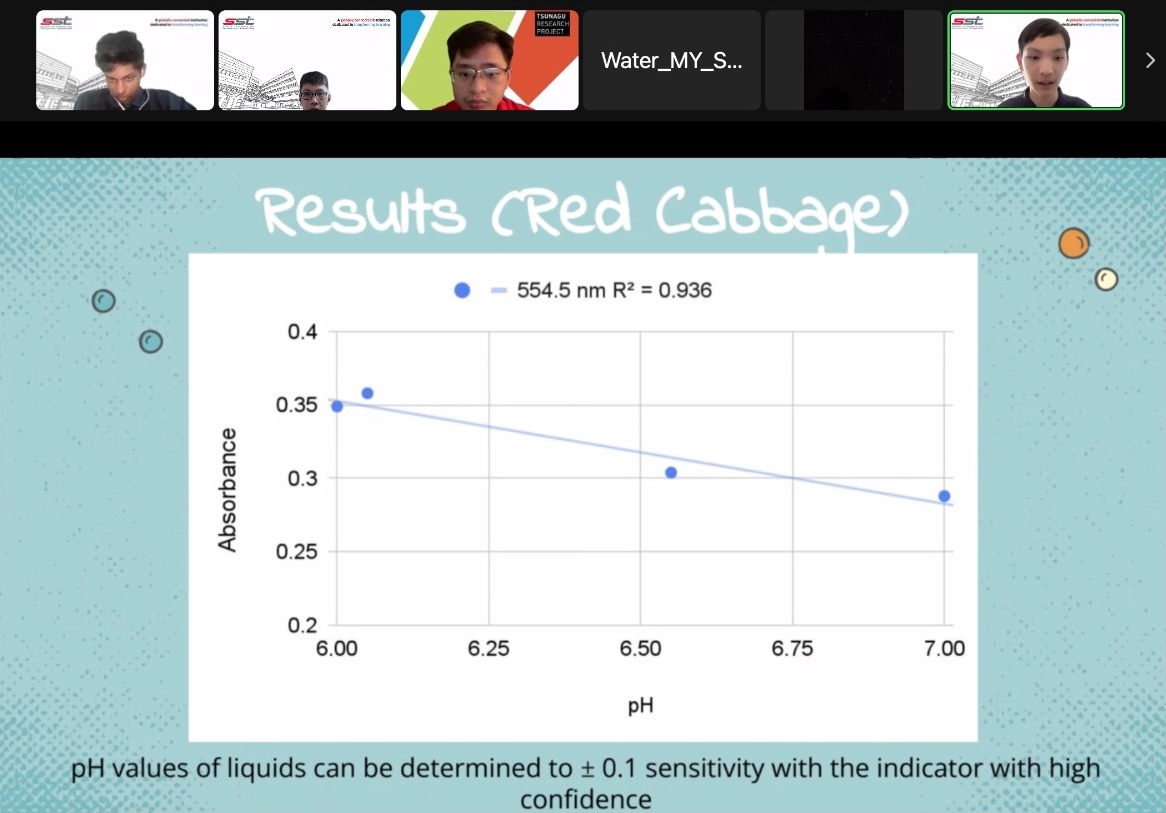 sst
A globally connected institution
dedicated to transforming learning
sst
A globally connected institution
dedicated to transforming learning
TSUNAGU
RESEARCH
PROJECT
Water_MY_S...
sst
A globally connected institution
dedicated to transforming learning
Results (Red Cabbage)
554.5 nm R² = 0.936
0.4
0.35
0.3
0.25
0.2
Absorbance
6.00 6.25 6.50 6.75 7.00
pH
pH values of liquids can be determined to ± 0.1 sensitivity with the indicator with high
confidence